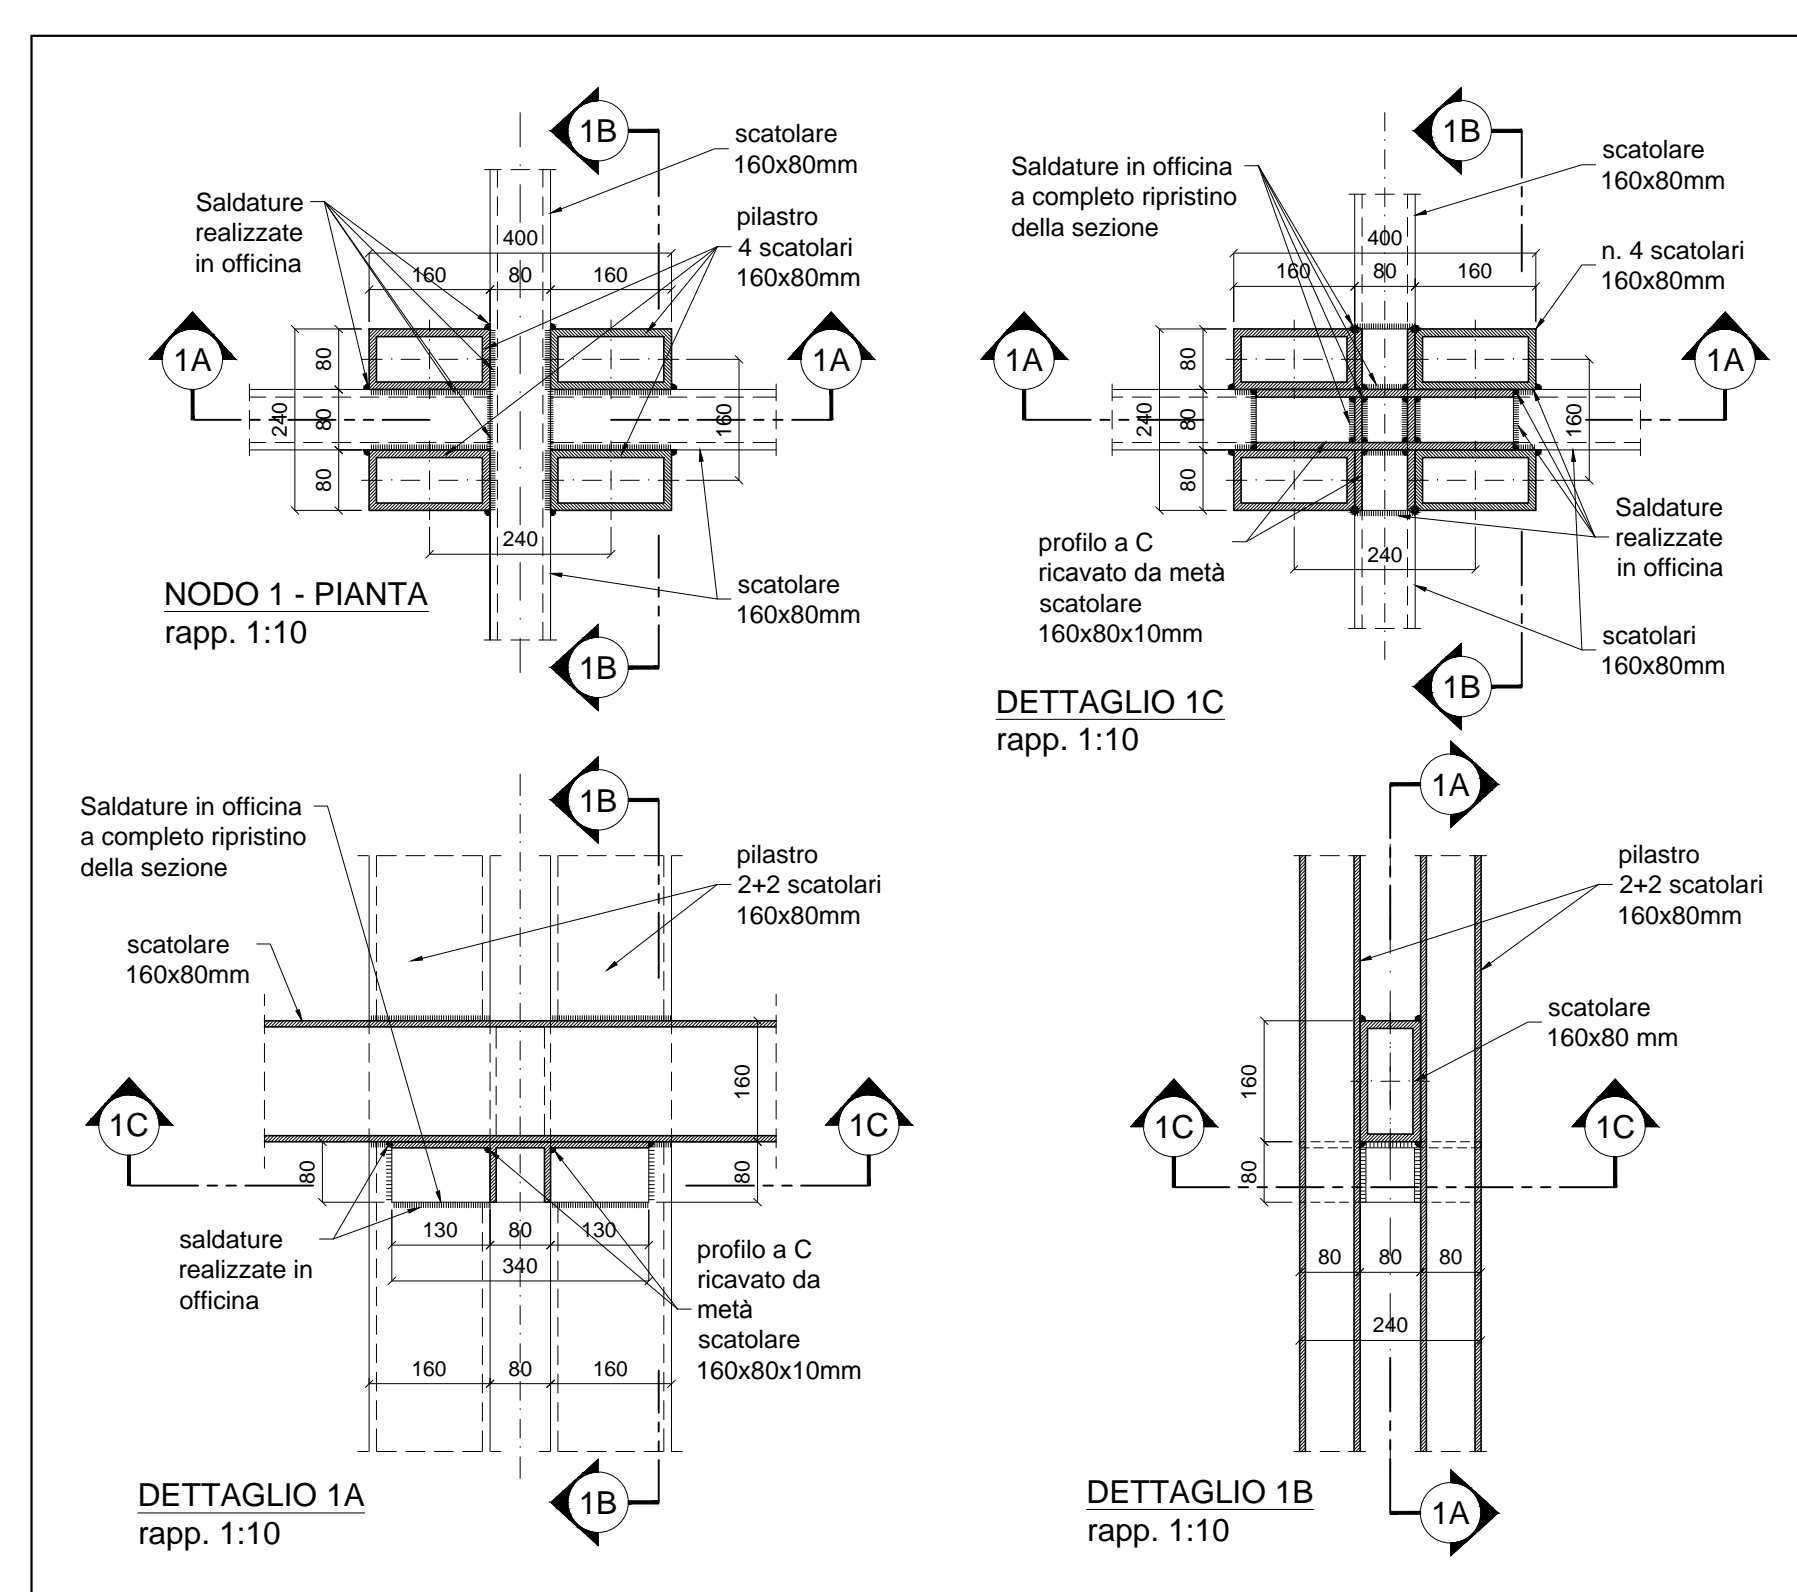 1B
scatolare
160x80mm
Saldature
realizzate
in officina
pilastro
4 scatolari
160x80mm
400
160
80
160
1A
1A
80
240
80
80
160
240
scatolare
160x80mm
1B
NODO 1 - PIANTA
rapp. 1:10
1B
scatolare
160x80mm
Saldature in officina
a completo ripristino
della sezione
n. 4 scatolari
160x80mm
400
160
80
160
1A
1A
80
240
80
80
160
240
profilo a C
ricavato da metà
scatolare
160x80x10mm
Saldature
realizzate
in officina
scatolari
160x80mm
1B
DETTAGLIO 1C
rapp. 1:10
1B
Saldature in officina
a completo ripristino
della sezione
pilastro
2+2 scatolari
160x80mm
scatolare
160x80mm
1C
1C
160
80
80
130
80
130
340
saldature
realizzate in
officina
profilo a C
ricavato da
metà
scatolare
160x80x10mm
160
80
160
1B
DETTAGLIO 1A
rapp. 1:10
1A
pilastro
2+2 scatolari
160x80mm
scatolare
160x80 mm
160
80
1C
1C
80
80
80
240
1A
DETTAGLIO 1B
rapp. 1:10